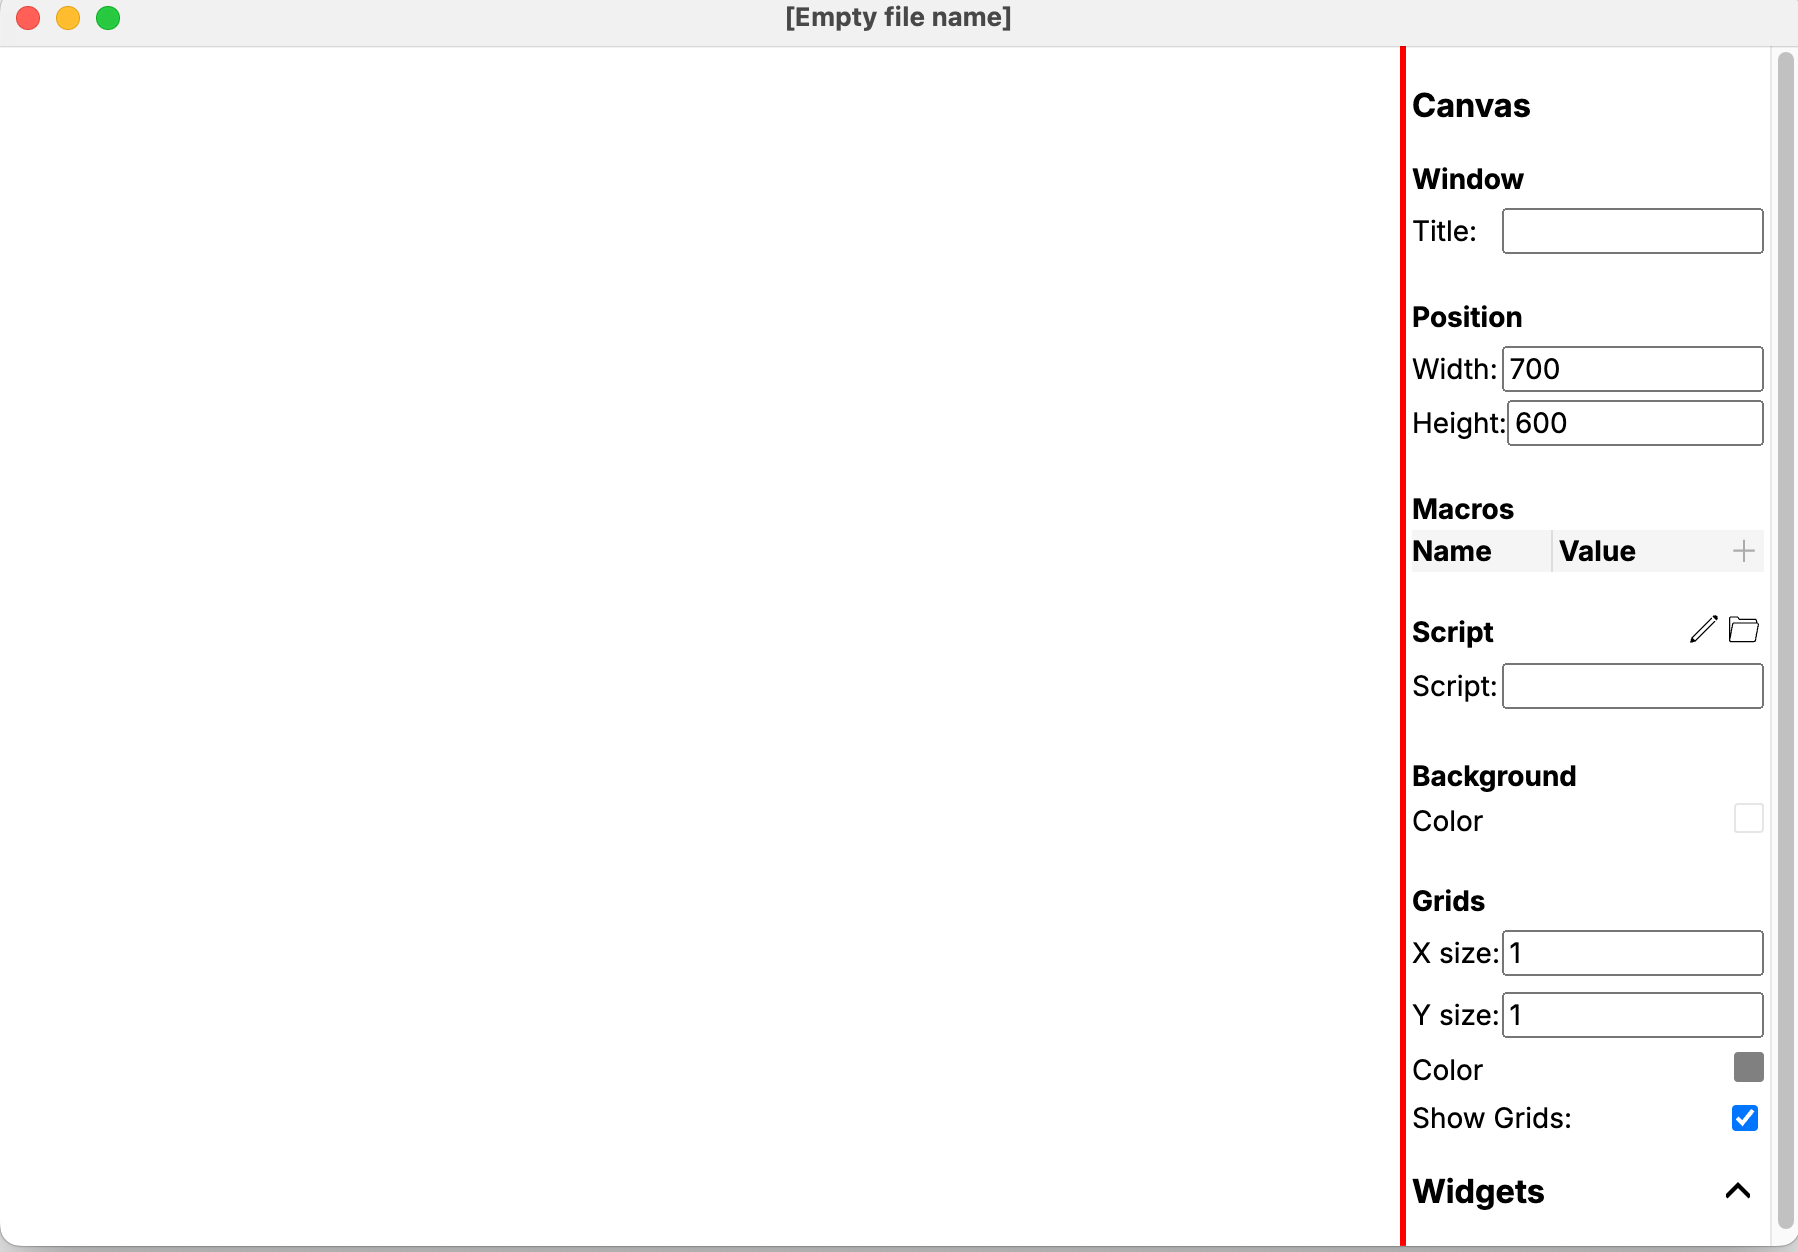 [Empty file name]
Canvas
Window
Title:
Position
Width: 700
Height: 600
Macros
Name Value
Script
Script:
Background
Color
Grids
X size: 1
Y size: 1
Color
Show Grids:
Widgets